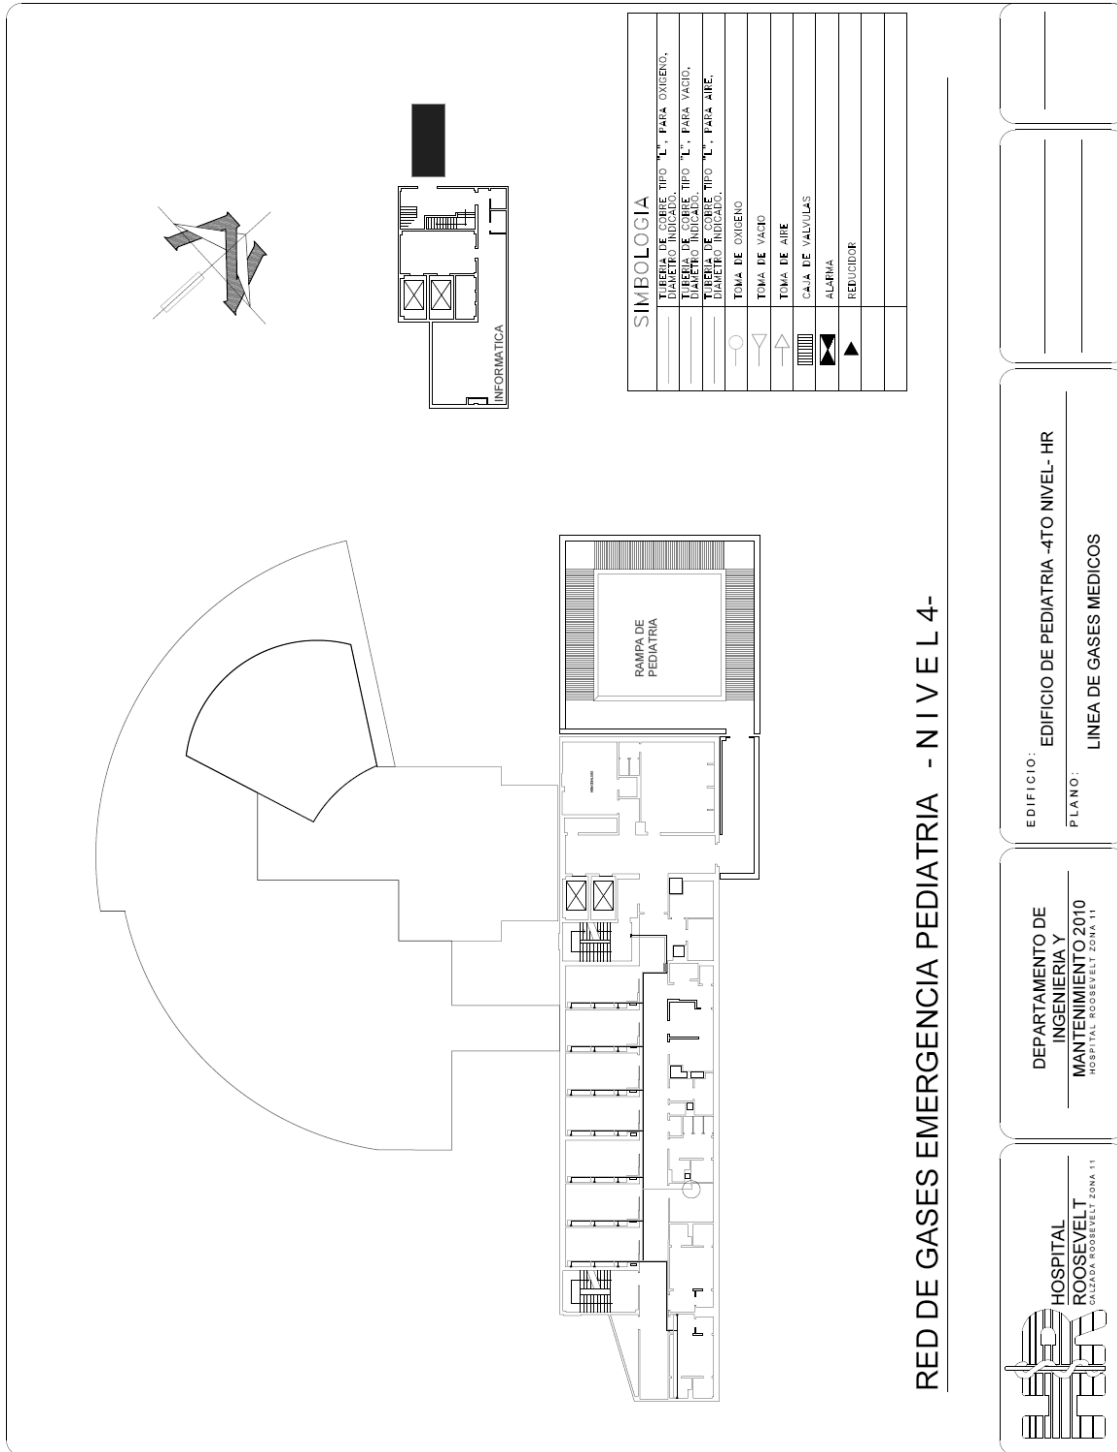 INFORMATICA
SIMBOLOGIA
TUBERIA DE COBRE TIPO "L", PARA OXIGENO,
DIAMETRO INDICADO.
TUBERIA DE COBRE TIPO "L", PARA VACIO,
DIAMETRO INDICADO.
TUBERIA DE COBRE TIPO "L", PARA AIRE,
DIAMETRO INDICADO.
TOMA DE OXIGENO
TOMA DE VACIO
TOMA DE AIRE
CAJA DE VALVULAS
ALARMA
REDUCIDOR
RAMPA DE
PEDIATRIA
RED DE GASES EMERGENCIA PEDIATRIA - N I V E L 4-
HOSPITAL
ROOSEVELT
CALZADA ROOSEVELT ZONA 11
DEPARTAMENTO DE
INGENIERIA Y
MANTENIMIENTO 2010
HOSPITAL ROOSEVELT ZONA 11
EDIFICIO:
EDIFICIO DE PEDIATRIA -4TO NIVEL- HR
PLANO:
LINEA DE GASES MEDICOS